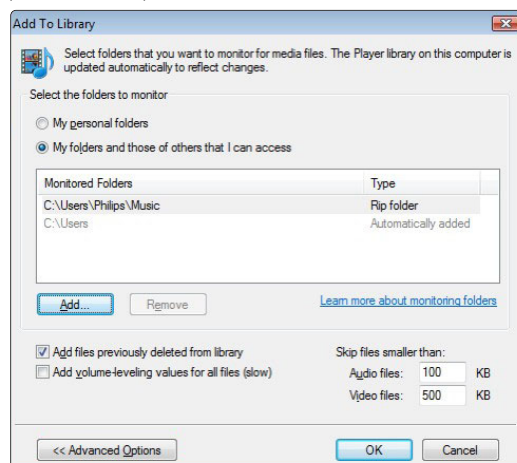 Add To Library
Select folders that you want to monitor for media files. The Player library on this computer is
updated automatically to reflect changes.
Select the folders to monitor
My personal folders
My folders and those of others that I can access
Monitored Folders Type
C:\Users\Philips\Music Rip folder
C:\Users Automatically added
Add... Remove Learn more about monitoring folders
Add files previously deleted from library Skip files smaller than:
Add volume-leveling values for all files (slow) Audio files: 100 KB
Video files: 500 KB
<< Advanced Options OK Cancel